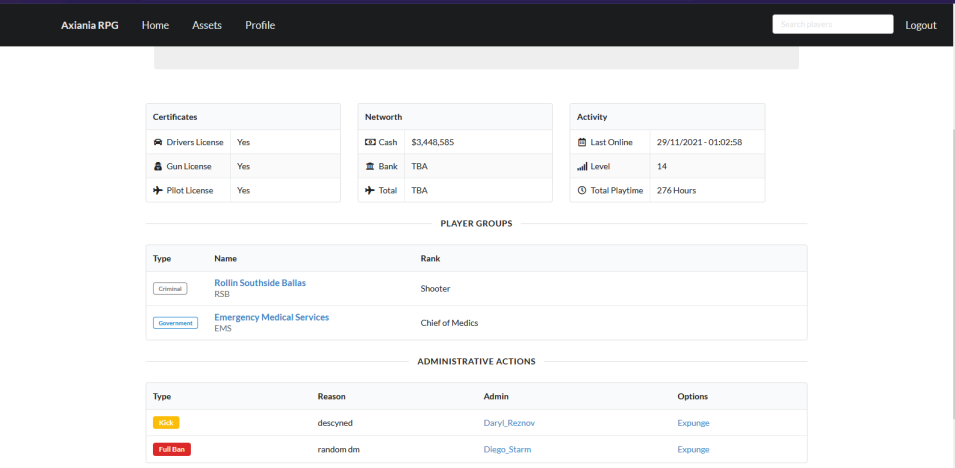 Axiania RPG Home Assets Profile Search players Logout
Certificates
Drivers License Yes
Gun License Yes
Pilot License Yes
Networth
Cash $3,448,585
Bank TBA
Total TBA
Activity
Last Online 29/11/2021 - 01:02:58
Level 14
Total Playtime 276 Hours
PLAYER GROUPS
Type Name Rank
Criminal Rollin Southside Ballas Shooter
RSB
Government Emergency Medical Services Chief of Medics
EMS
ADMINISTRATIVE ACTIONS
Type Reason Admin Options
Kick descyned Daryl_Reznov Expunge
Full Ban random dm Diego_Starm Expunge